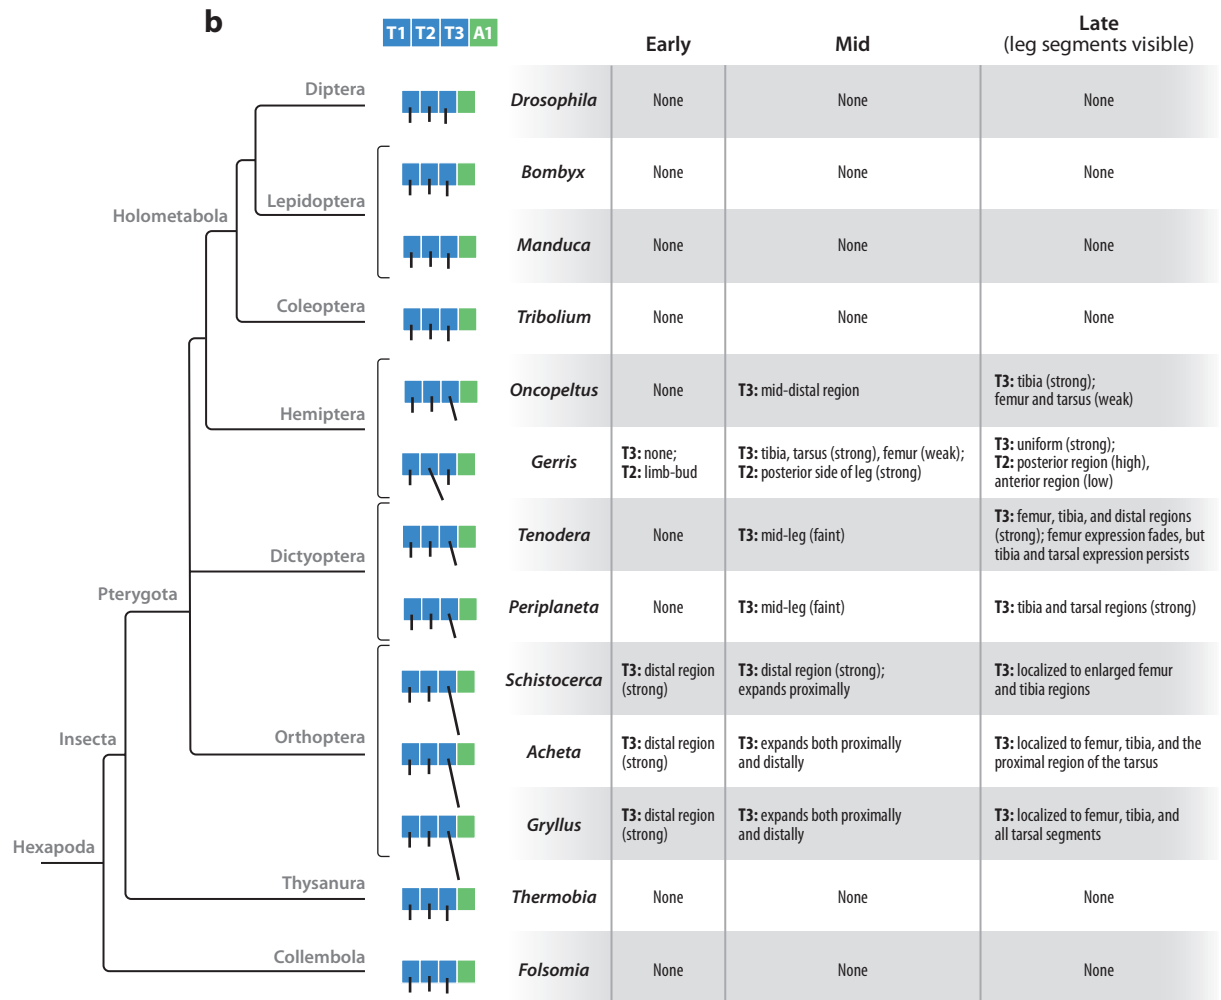 b
T1 T2 T3 A1
Early
Mid
Late
(leg segments visible)
Diptera
Drosophila
None
None
None
Bombyx
None
None
None
Lepidoptera
Holometabola
Manduca
None
None
None
Coleoptera
Tribolium
None
None
None
Oncopeltus
None
T3: mid-distal region
T3: tibia (strong);
femur and tarsus (weak)
Hemiptera
Gerris
T3: none;
T2: limb-bud
T3: tibia, tarsus (strong), femur (weak);
T2: posterior side of leg (strong)
T3: uniform (strong);
T2: posterior region (high),
anterior region (low)
Tenodera
None
T3: mid-leg (faint)
T3: femur, tibia, and distal regions
(strong); femur expression fades, but
tibia and tarsal expression persists
Dictyoptera
Pterygota
Periplaneta
None
T3: mid-leg (faint)
T3: tibia and tarsal regions (strong)
Schistocerca
T3: distal region
(strong)
T3: distal region (strong);
expands proximally
T3: localized to enlarged femur
and tibia regions
Insecta
Orthoptera
Acheta
T3: distal region
(strong)
T3: expands both proximally
and distally
T3: localized to femur, tibia, and the
proximal region of the tarsus
Gryllus
T3: distal region
(strong)
T3: expands both proximally
and distally
T3: localized to femur, tibia, and
all tarsal segments
Hexapoda
Thysanura
Thermobia
None
None
None
Collembola
Folsomia
None
None
None